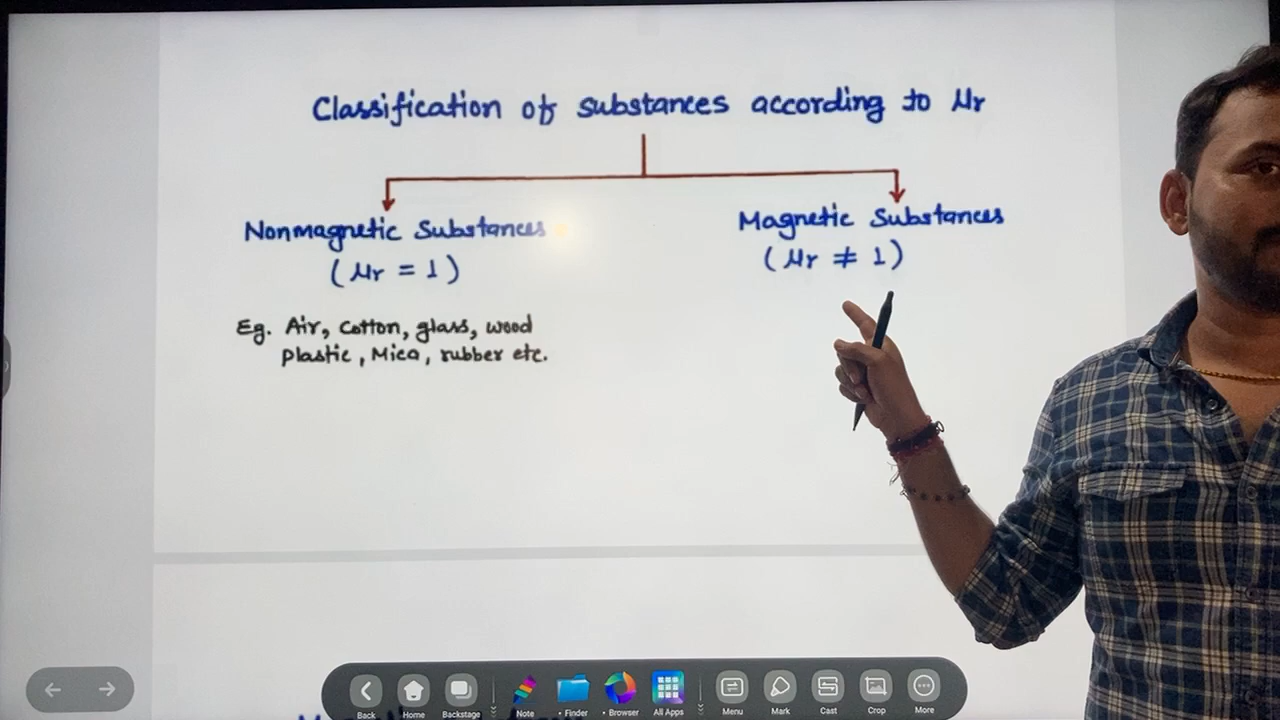 Classification of substances according to μr
Nonmagnetic Substances
(μr = 1)
Eg. Air, Cotton, glass, wood
plastic, Mica, rubber etc.
Magnetic Substances
(μr ≠ 1)
Back
Home
Backstage
Note
• Finder
• Browser
All Apps
Menu
Mark
Cast
Crop
More